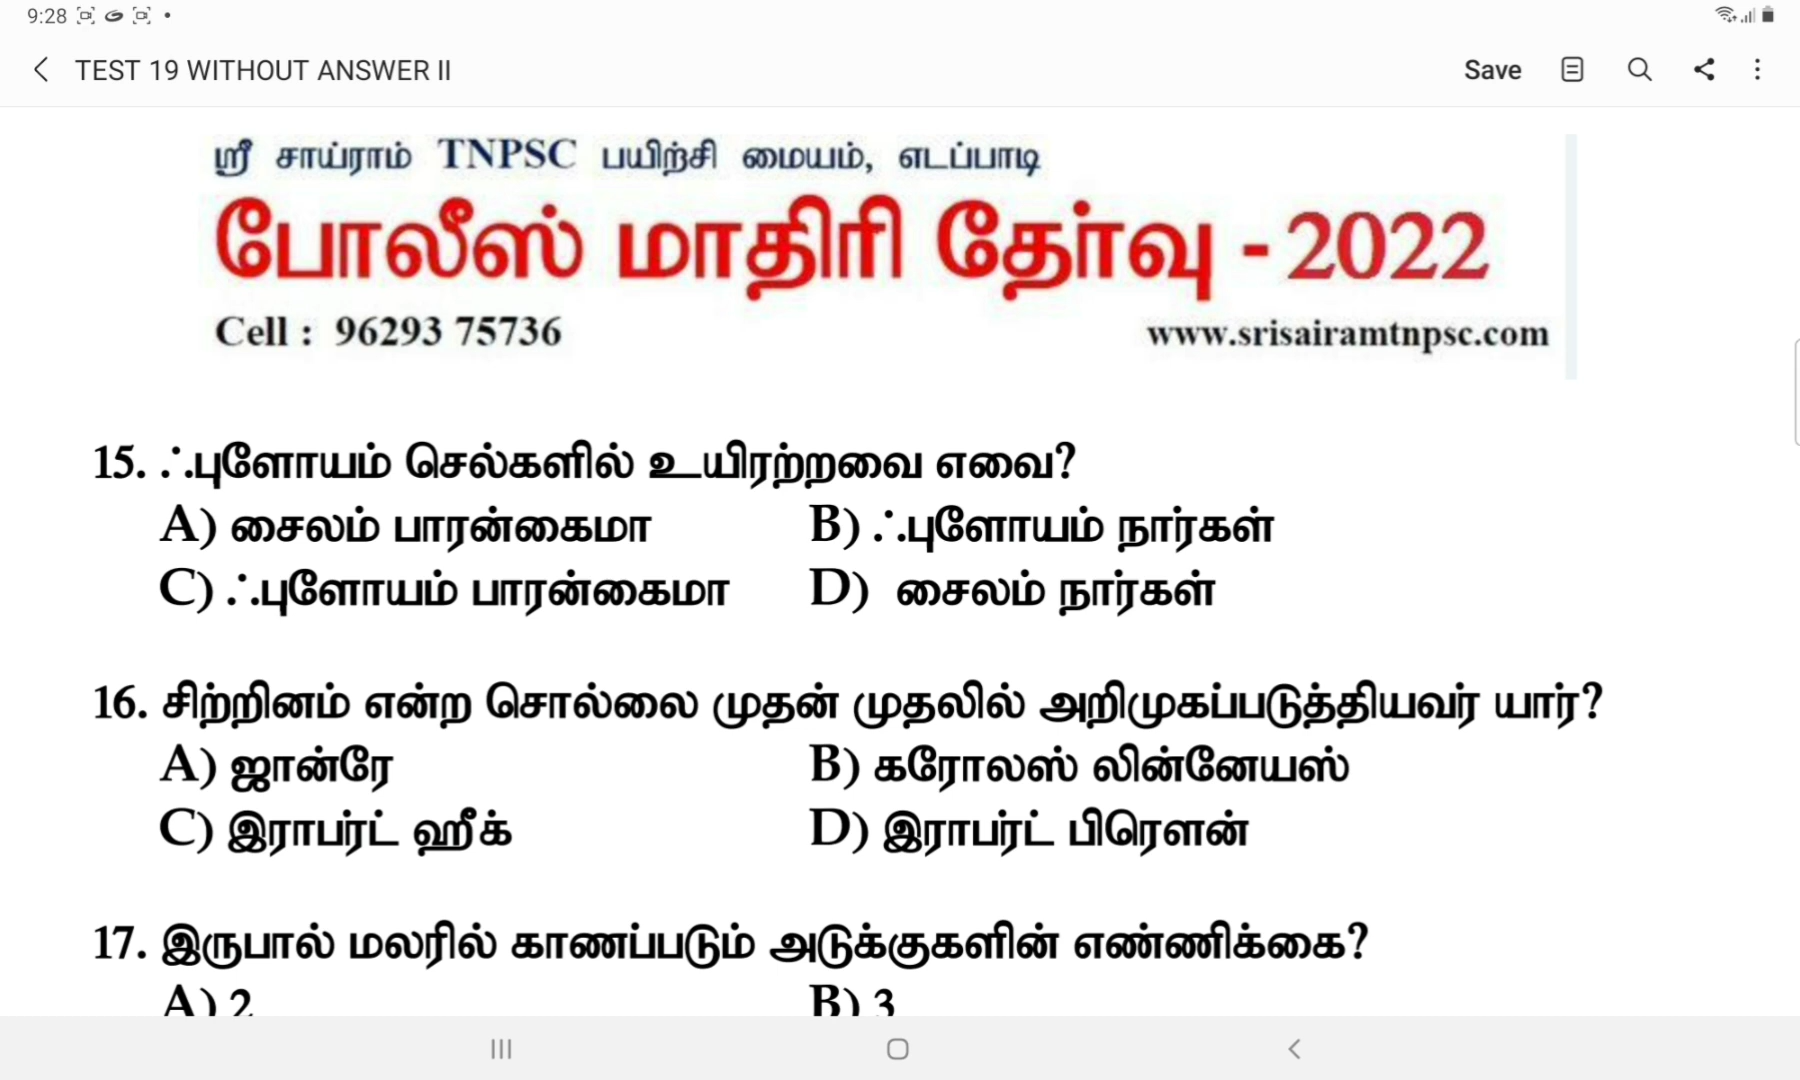 9:28
TEST 19 WITHOUT ANSWER II
Save
ஸ்ரீ சாய்ராம் TNPSC பயிற்சி மையம், எடப்பாடி
போலீஸ் மாதிரி தேர்வு - 2022
Cell : 96293 75736
www.srisairamtnpsc.com
15. ஃபுளோயம் செல்களில் உயிரற்றவை எவை?
A) சைலம் பாரன்கைமா B) ஃபுளோயம் நார்கள்
C) ஃபுளோயம் பாரன்கைமா D) சைலம் நார்கள்
16. சிற்றினம் என்ற சொல்லை முதன் முதலில் அறிமுகப்படுத்தியவர் யார்?
A) ஜான்ரே B) கரோலஸ் லின்னேயஸ்
C) இராபர்ட் ஹீக் D) இராபர்ட் பிரௌன்
17. இருபால் மலரில் காணப்படும் அடுக்குகளின் எண்ணிக்கை?
A) 2 B) 3